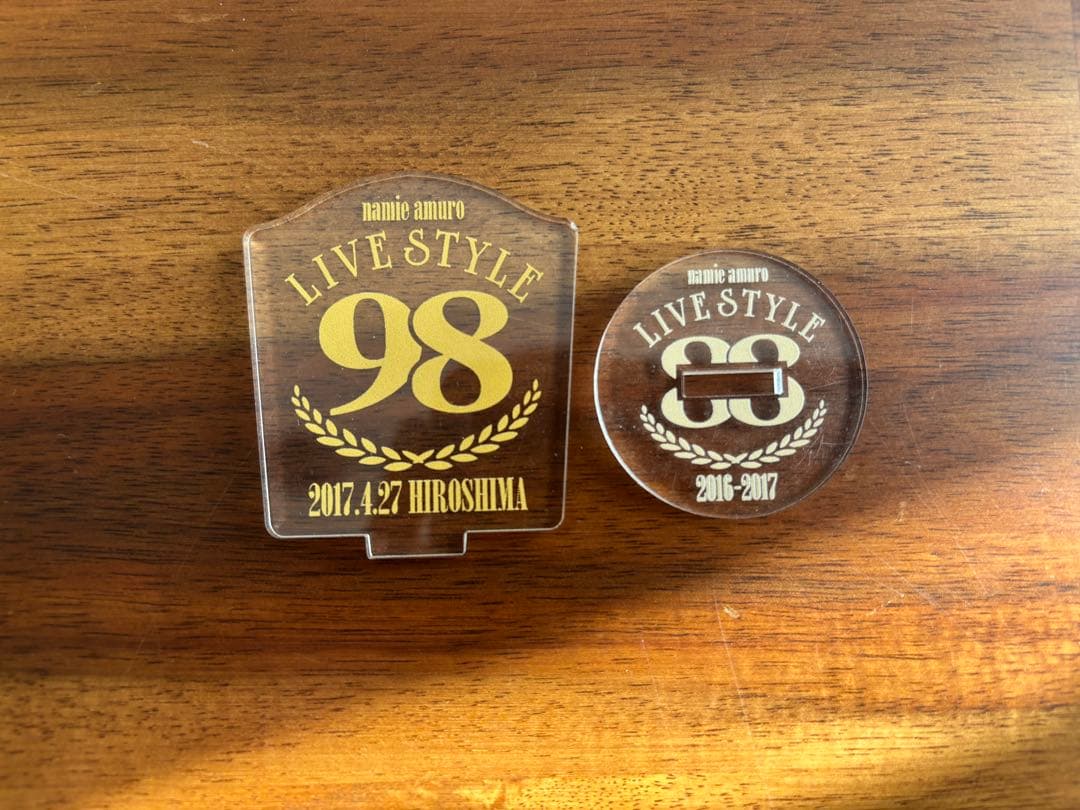 namie amuro
LIVE STYLE
98
2017.4.27 HIROSHIMA
namie amuro
LIVE STYLE
2016-2017